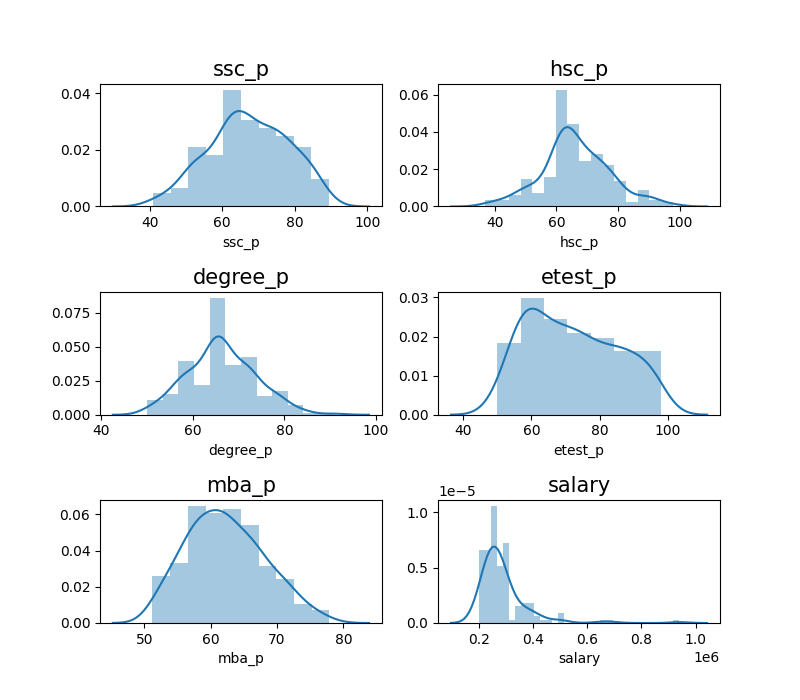 ssc_p
0.04
0.02
0.00
40 60 80 100
ssc_p
hsc_p
0.06
0.04
0.02
0.00
40 60 80 100
hsc_p
degree_p
0.075
0.050
0.025
0.000
40 60 80 100
degree_p
etest_p
0.03
0.02
0.01
0.00
40 60 80 100
etest_p
mba_p
0.06
0.04
0.02
0.00
50 60 70 80
mba_p
salary
1e−5
1.0
0.5
0.0
0.2 0.4 0.6 0.8 1.0
1e6
salary